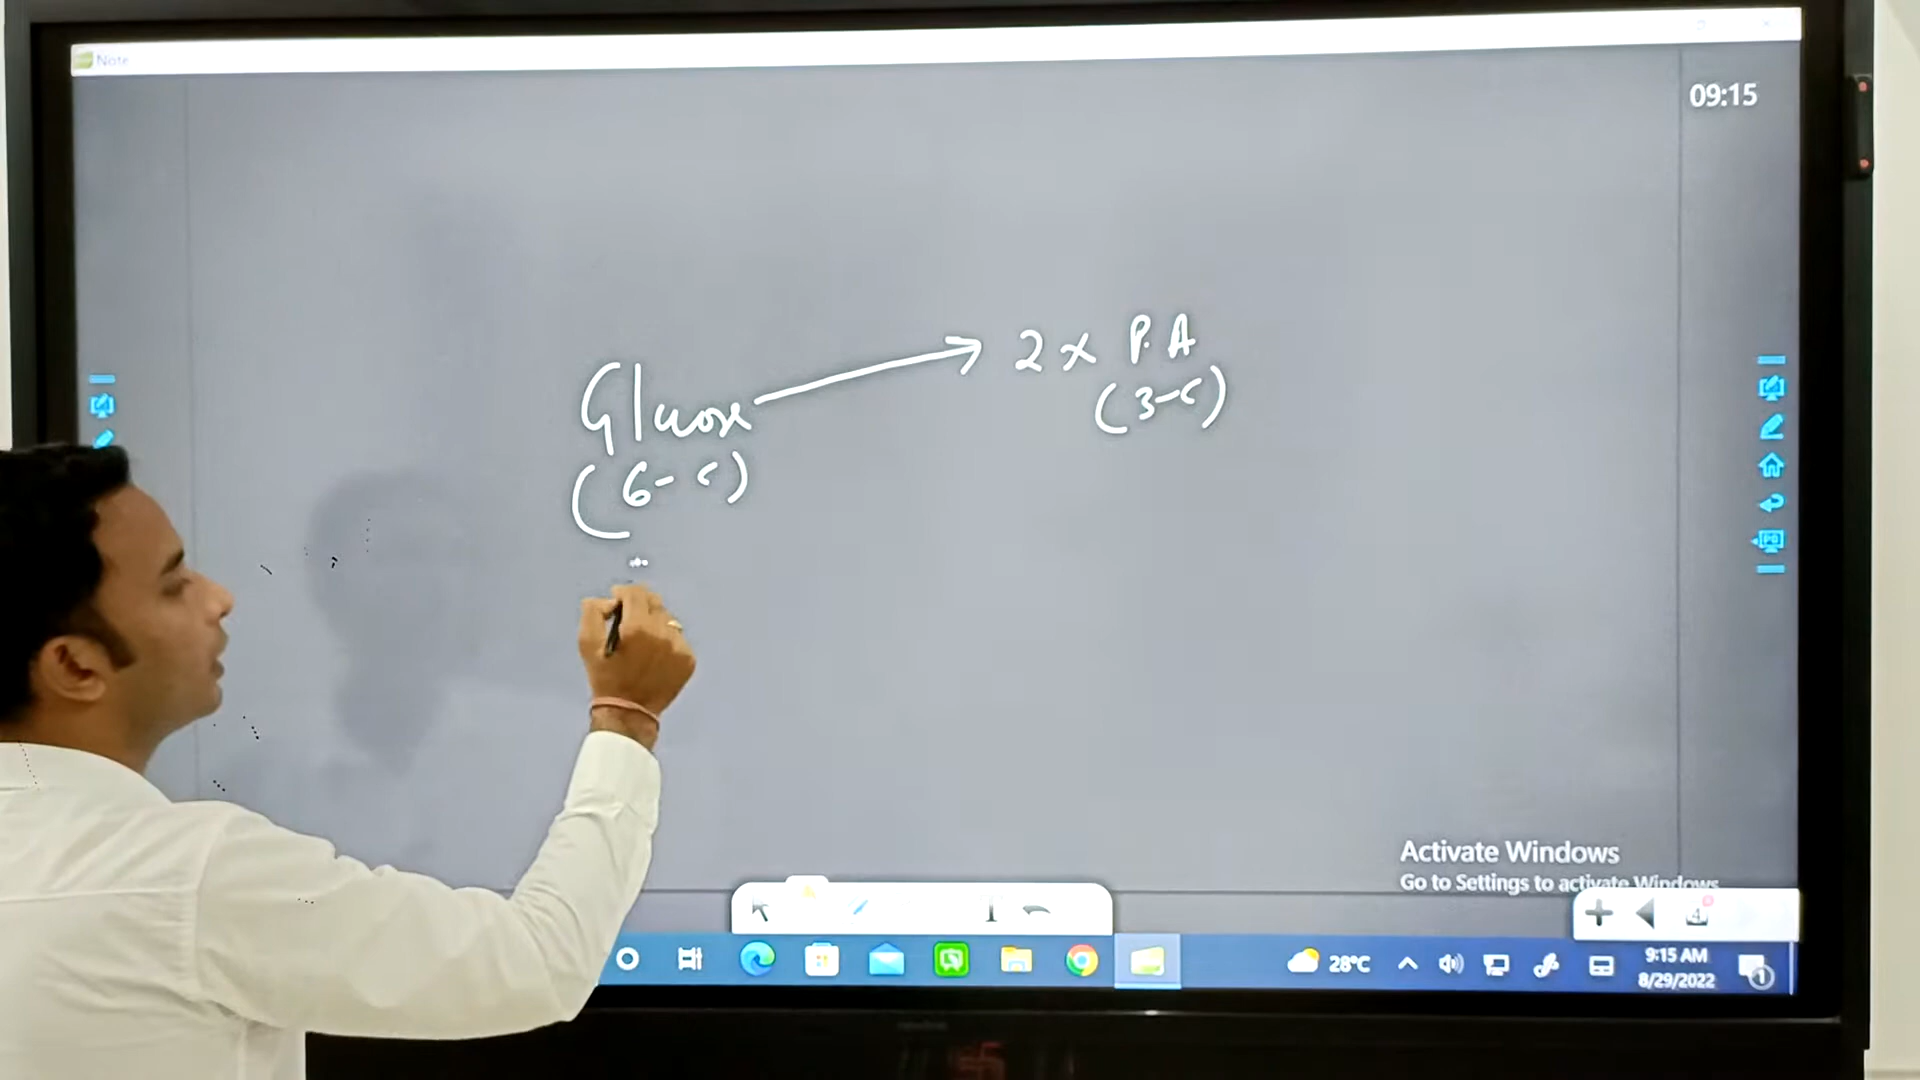 Note
09:15
Glucose
(6-C)
2 x P.A
(3-C)
Activate Windows
Go to Settings to activate Windows
28°C
9:15 AM
8/29/2022